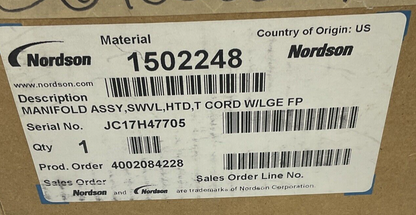 Material
Country of Origin: US
Nordson
1502248
Nordson
www.nordson.com
Description
MANIFOLD ASSY,SWVL,HTD,T CORD W/LGE FP
Serial No. JC17H47705
Qty 1
Prod. Order 4002084228
Sales Order
Sales Order Line No.
Nordson and Nordson are trademarks of Nordson Corporation.